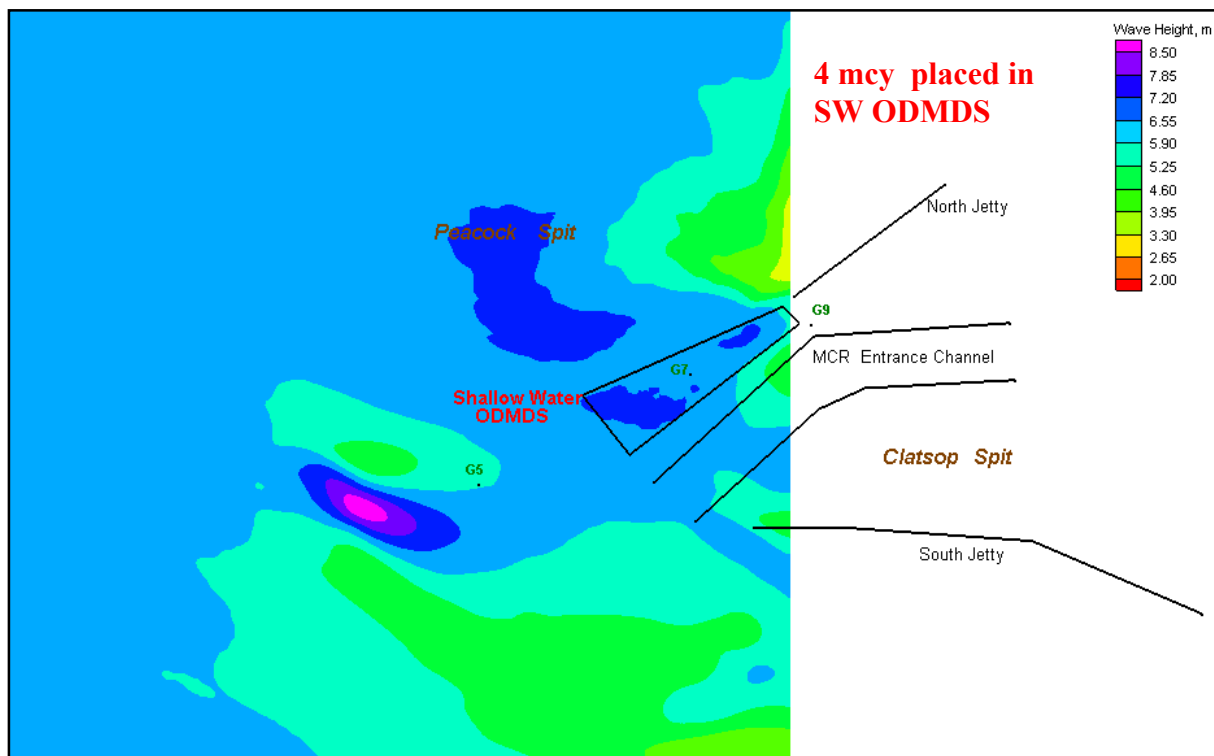 Wave Height, m
8.50
7.85
7.20
6.55
5.90
5.25
4.60
3.95
3.30
2.65
2.00
4 mcy placed in
SW ODMDS
North Jetty
Peacock Spit
G9
MCR Entrance Channel
G7
Shallow Water
ODMDS
Clatsop Spit
G5
South Jetty